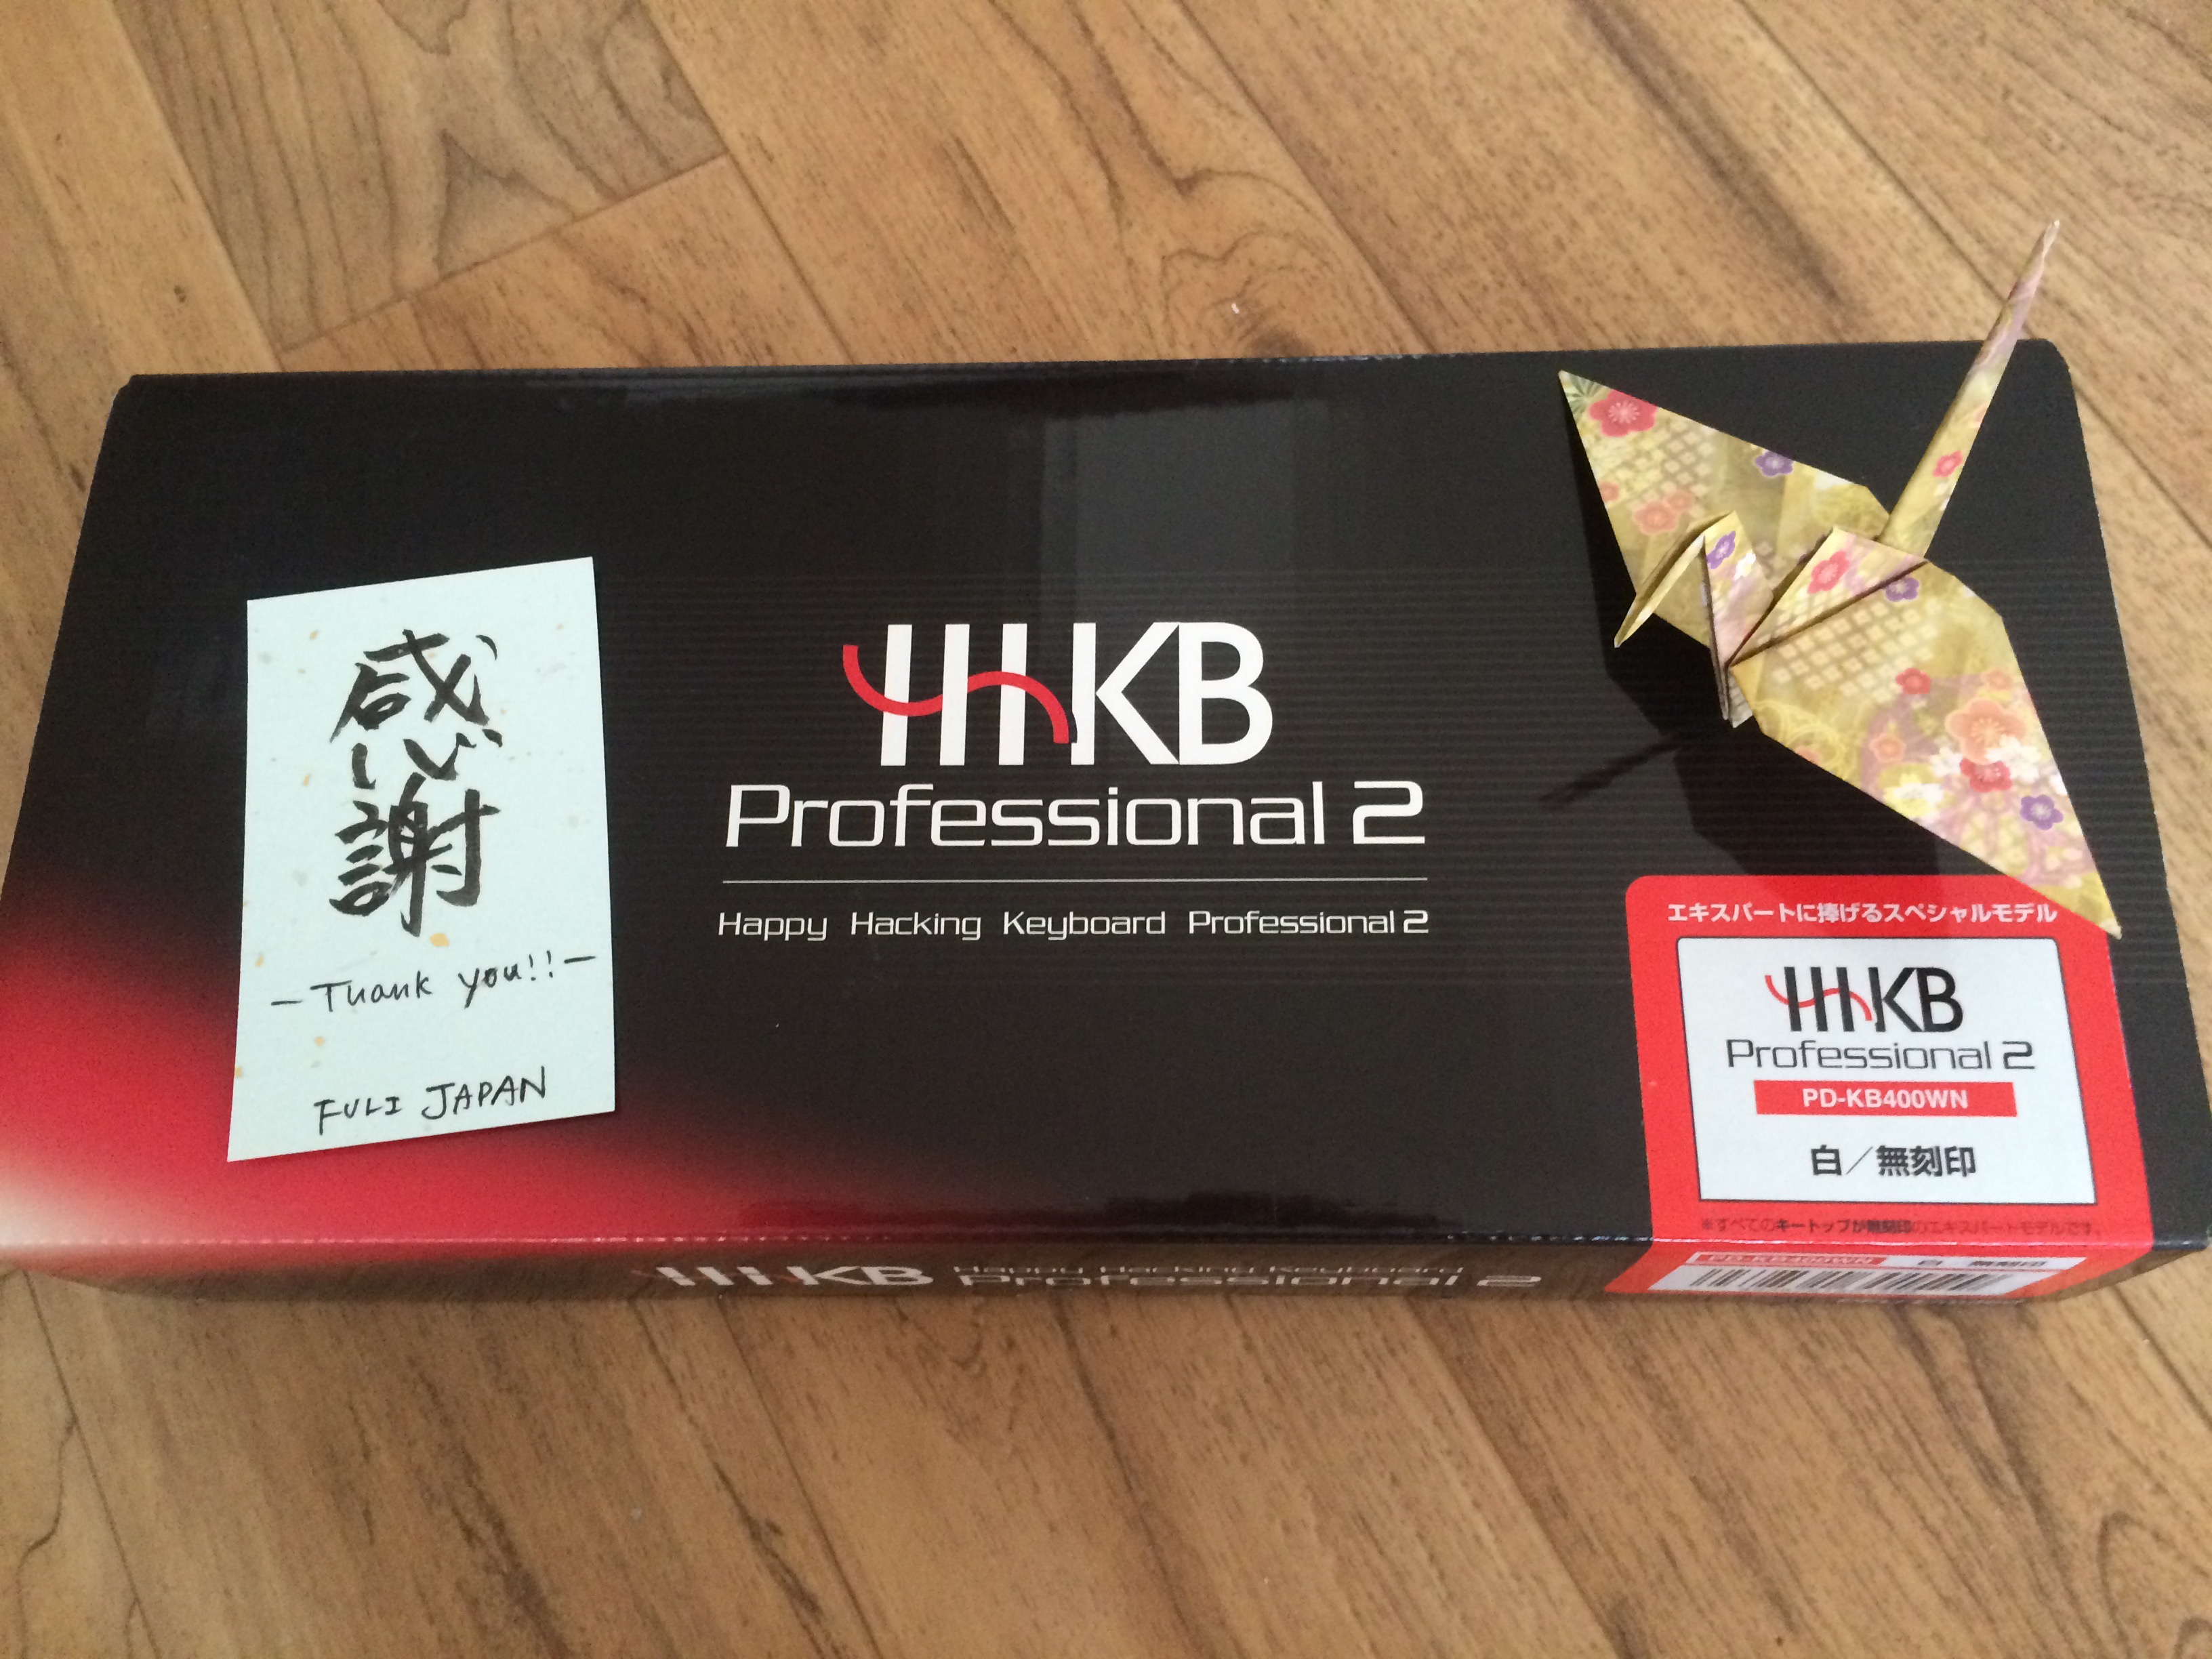 感謝
-Thank you!!-
FULI JAPAN
HHKB
Professional 2
Happy Hacking Keyboard Professional 2
エキスパートに捧げるスペシャルモデル
HHKB
Professional 2
PD-KB400WN
白/無刻印
※すべてのキートップが無刻印のエキスパートモデルです。
HHKB Happy Hacking Keyboard
Professional 2
PD-KB400WN 白 無刻印